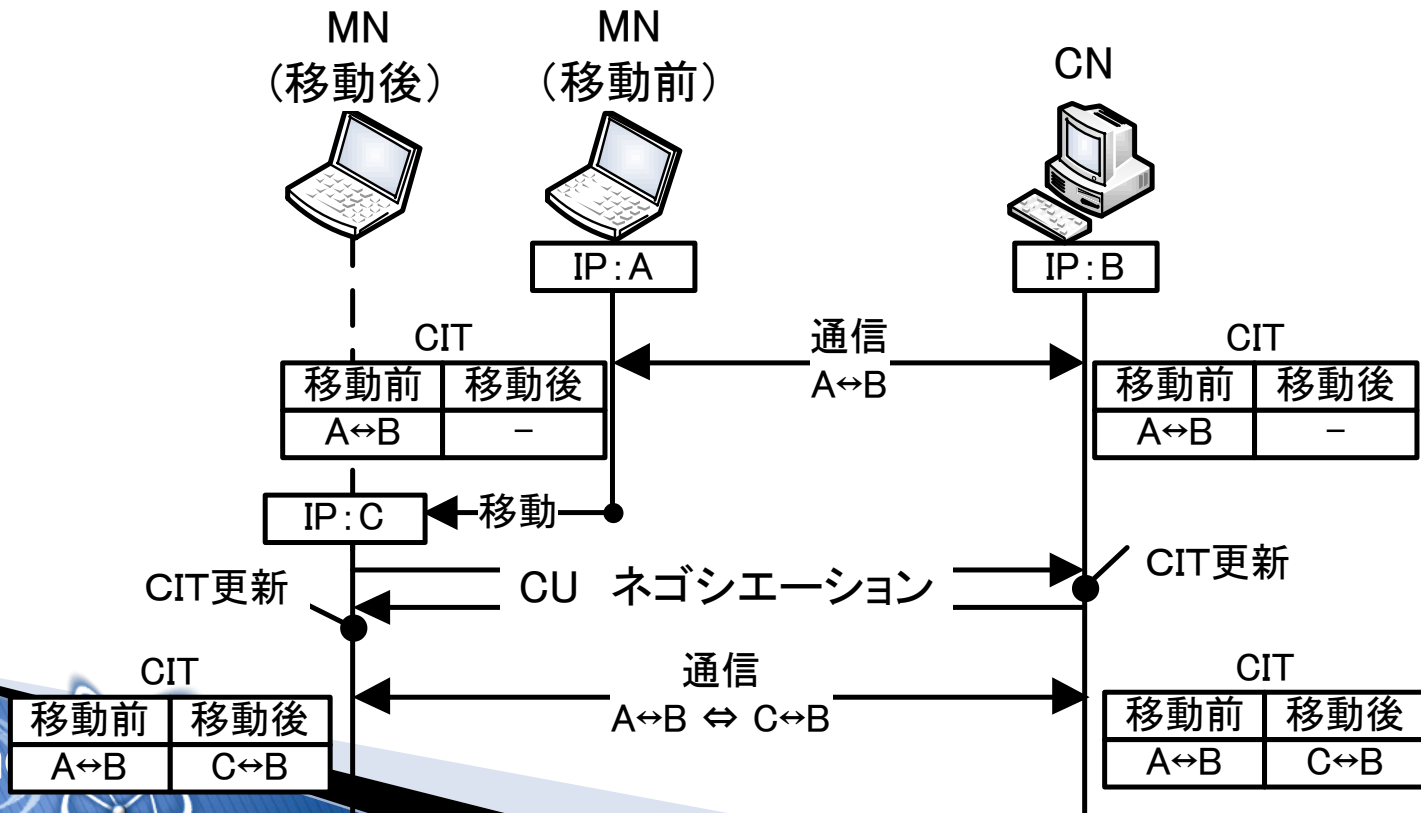 MN
（移動後）
MN
（移動前）
CN
IP：A
IP：B
CIT
移動前 移動後
A↔B －
通信
A↔B
CIT
移動前 移動後
A↔B －
IP：C
移動
CIT更新
CU ネゴシエーション
CIT更新
CIT
移動前 移動後
A↔B C↔B
通信
A↔B ⇔ C↔B
CIT
移動前 移動後
A↔B C↔B